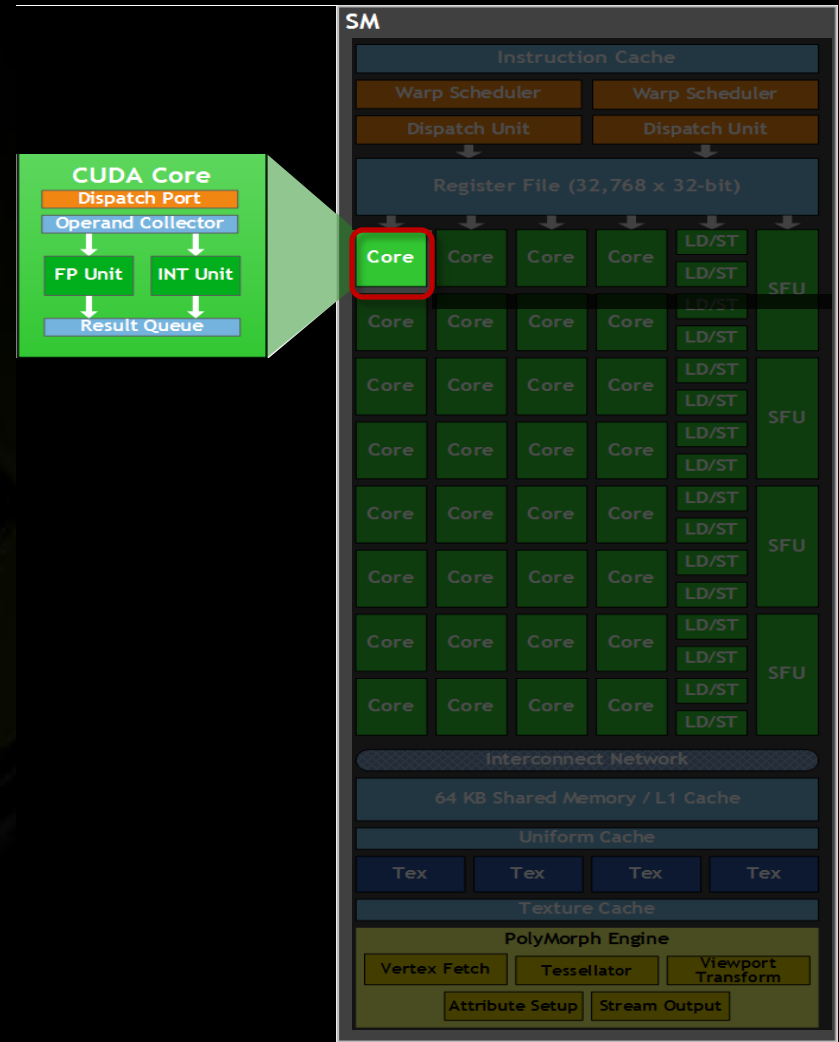 SM
Instruction Cache
Warp Scheduler Warp Scheduler
Dispatch Unit Dispatch Unit
Register File (32,768 x 32-bit)
CUDA Core
Dispatch Port
Operand Collector
FP Unit INT Unit
Result Queue
Core Core Core Core LD/ST
LD/ST
SFU
LD/ST
Core Core Core Core
LD/ST
Core Core Core Core LD/ST
LD/ST
SFU
LD/ST
Core Core Core Core
LD/ST
Core Core Core Core LD/ST
LD/ST
SFU
LD/ST
Core Core Core Core
LD/ST
Core Core Core Core LD/ST
LD/ST
SFU
LD/ST
Core Core Core Core
LD/ST
Interconnect Network
64 KB Shared Memory / L1 Cache
Uniform Cache
Tex Tex Tex Tex
Texture Cache
PolyMorph Engine
Vertex Fetch Tessellator Viewport
Transform
Attribute Setup Stream Output